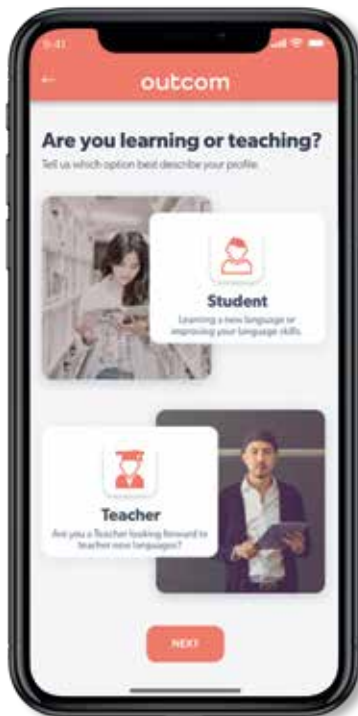 9:41
outcom
Are you learning or teaching?
Tell us which option best describe your profile.
Student
Learning a new language or
improving your language skills.
Teacher
Are you a Teacher looking forward to
teacher new languages?
NEXT